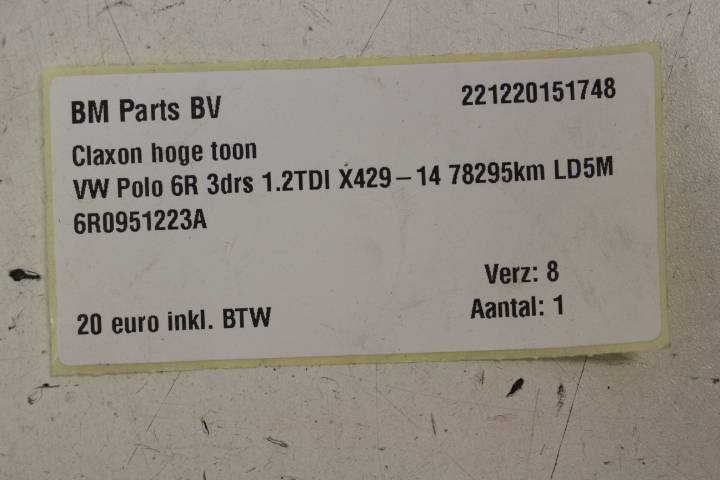 BM Parts BV 221220151748
Claxon hoge toon
VW Polo 6R 3drs 1.2TDI X429-14 78295km LD5M
6R0951223A
Verz: 8
20 euro inkl. BTW Aantal: 1